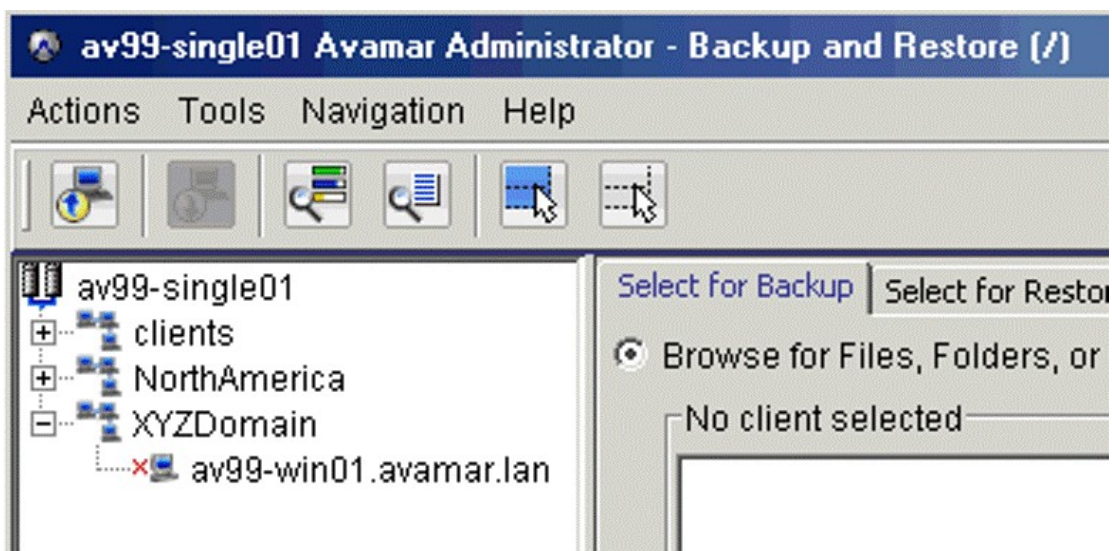 av99-single01 Avamar Administrator - Backup and Restore (/)
Actions Tools Navigation Help
av99-single01
clients
NorthAmerica
XYZDomain
av99-win01.avamar.lan
Select for Backup Select for Restor
Browse for Files, Folders, or
No client selected